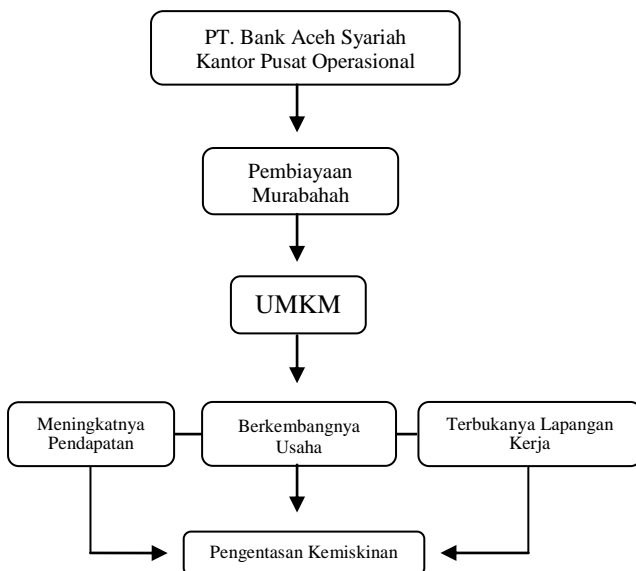 PT. Bank Aceh Syariah
Kantor Pusat Operasional
Pembiayaan
Murabahah
UMKM
Meningkatnya
Pendapatan
Berkembangnya
Usaha
Terbukanya Lapangan
Kerja
Pengentasan Kemiskinan